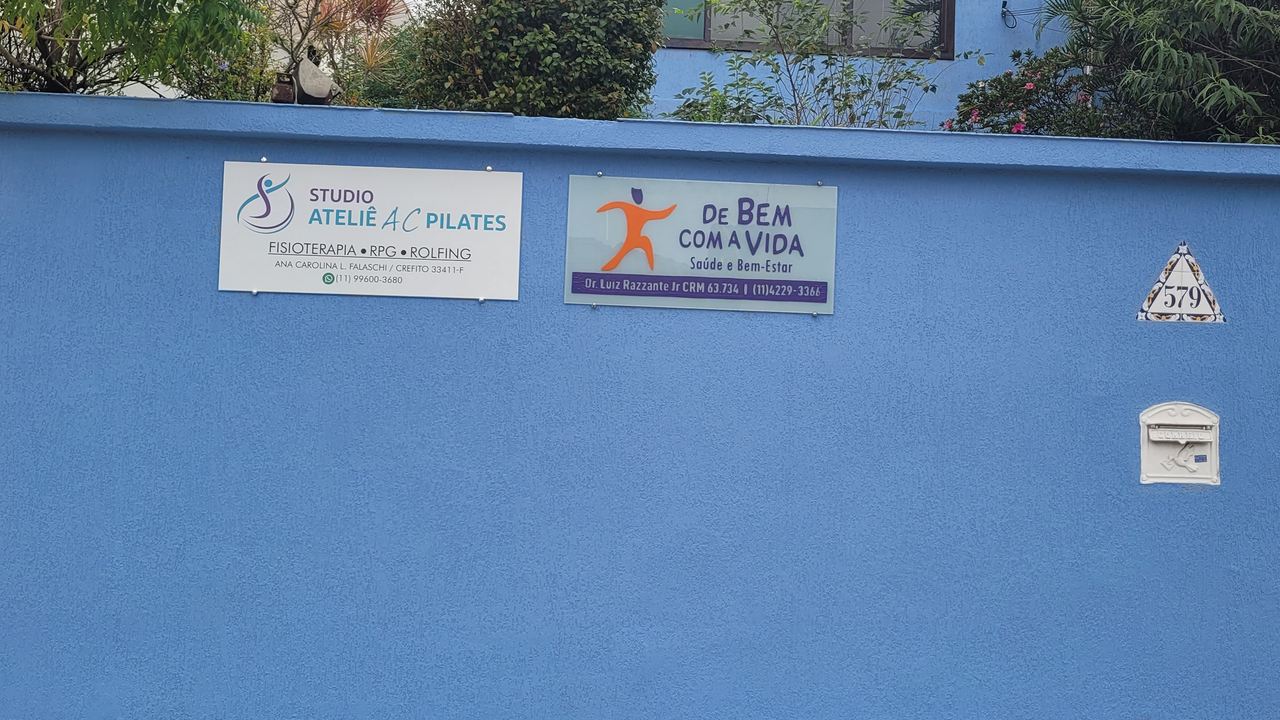 STUDIO
ATELIÊ AC PILATES
FISIOTERAPIA • RPG • ROLFING
ANA CAROLINA L. FALASCHI / CREFITO 33411-F
(11) 99600-3680
DE BEM
COM A VIDA
Saúde e Bem-Estar
Dr. Luiz Razzante Jr CRM 63.734 | (11)4229-3366
579